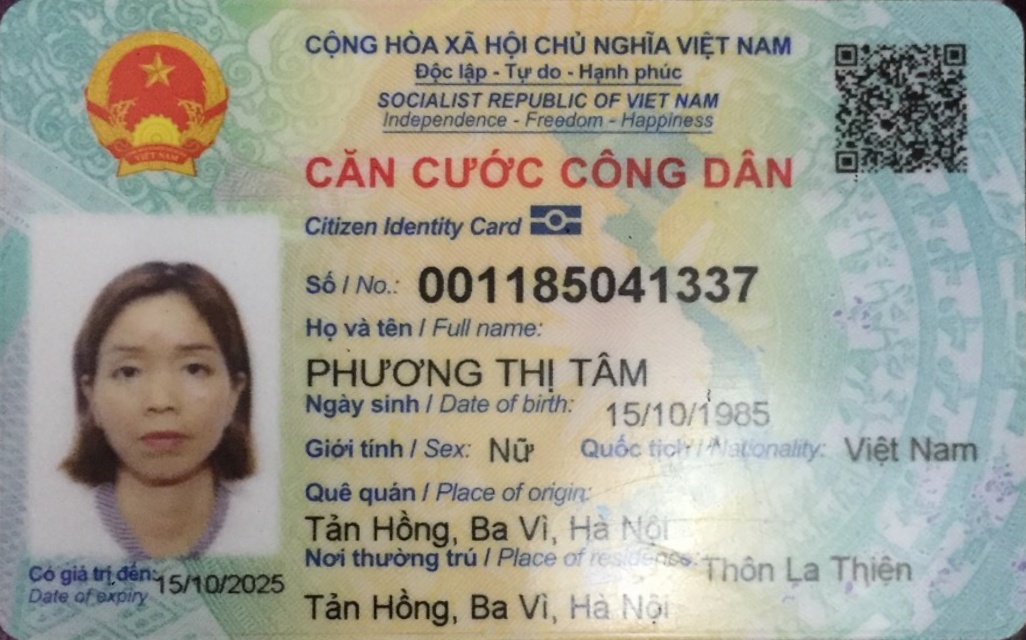 CỘNG HÒA XÃ HỘI CHỦ NGHĨA VIỆT NAM
Độc lập - Tự do - Hạnh phúc
SOCIALIST REPUBLIC OF VIET NAM
Independence - Freedom - Happiness
CĂN CƯỚC CÔNG DÂN
Citizen Identity Card
Số / No.: 001185041337
Họ và tên / Full name:
PHƯƠNG THỊ TÂM
Ngày sinh / Date of birth: 15/10/1985
Giới tính / Sex: Nữ Quốc tịch / Nationality: Việt Nam
Quê quán / Place of origin:
Tản Hồng, Ba Vì, Hà Nội
Nơi thường trú / Place of residence: Thôn La Thiện
Tản Hồng, Ba Vì, Hà Nội
Có giá trị đến: 15/10/2025
Date of expiry
VIỆT NAM